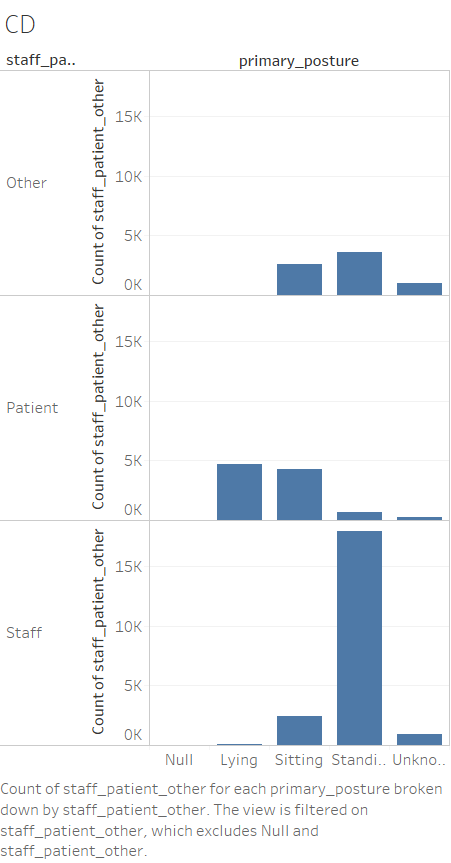 CD
staff_pa.. primary_posture
Other
Count of staff_patient_other
15K
10K
5K
0K
Patient
Count of staff_patient_other
15K
10K
5K
0K
Staff
Count of staff_patient_other
15K
10K
5K
0K
Null Lying Sitting Standi.. Unkno..
Count of staff_patient_other for each primary_posture broken
down by staff_patient_other. The view is filtered on
staff_patient_other, which excludes Null and
staff_patient_other.